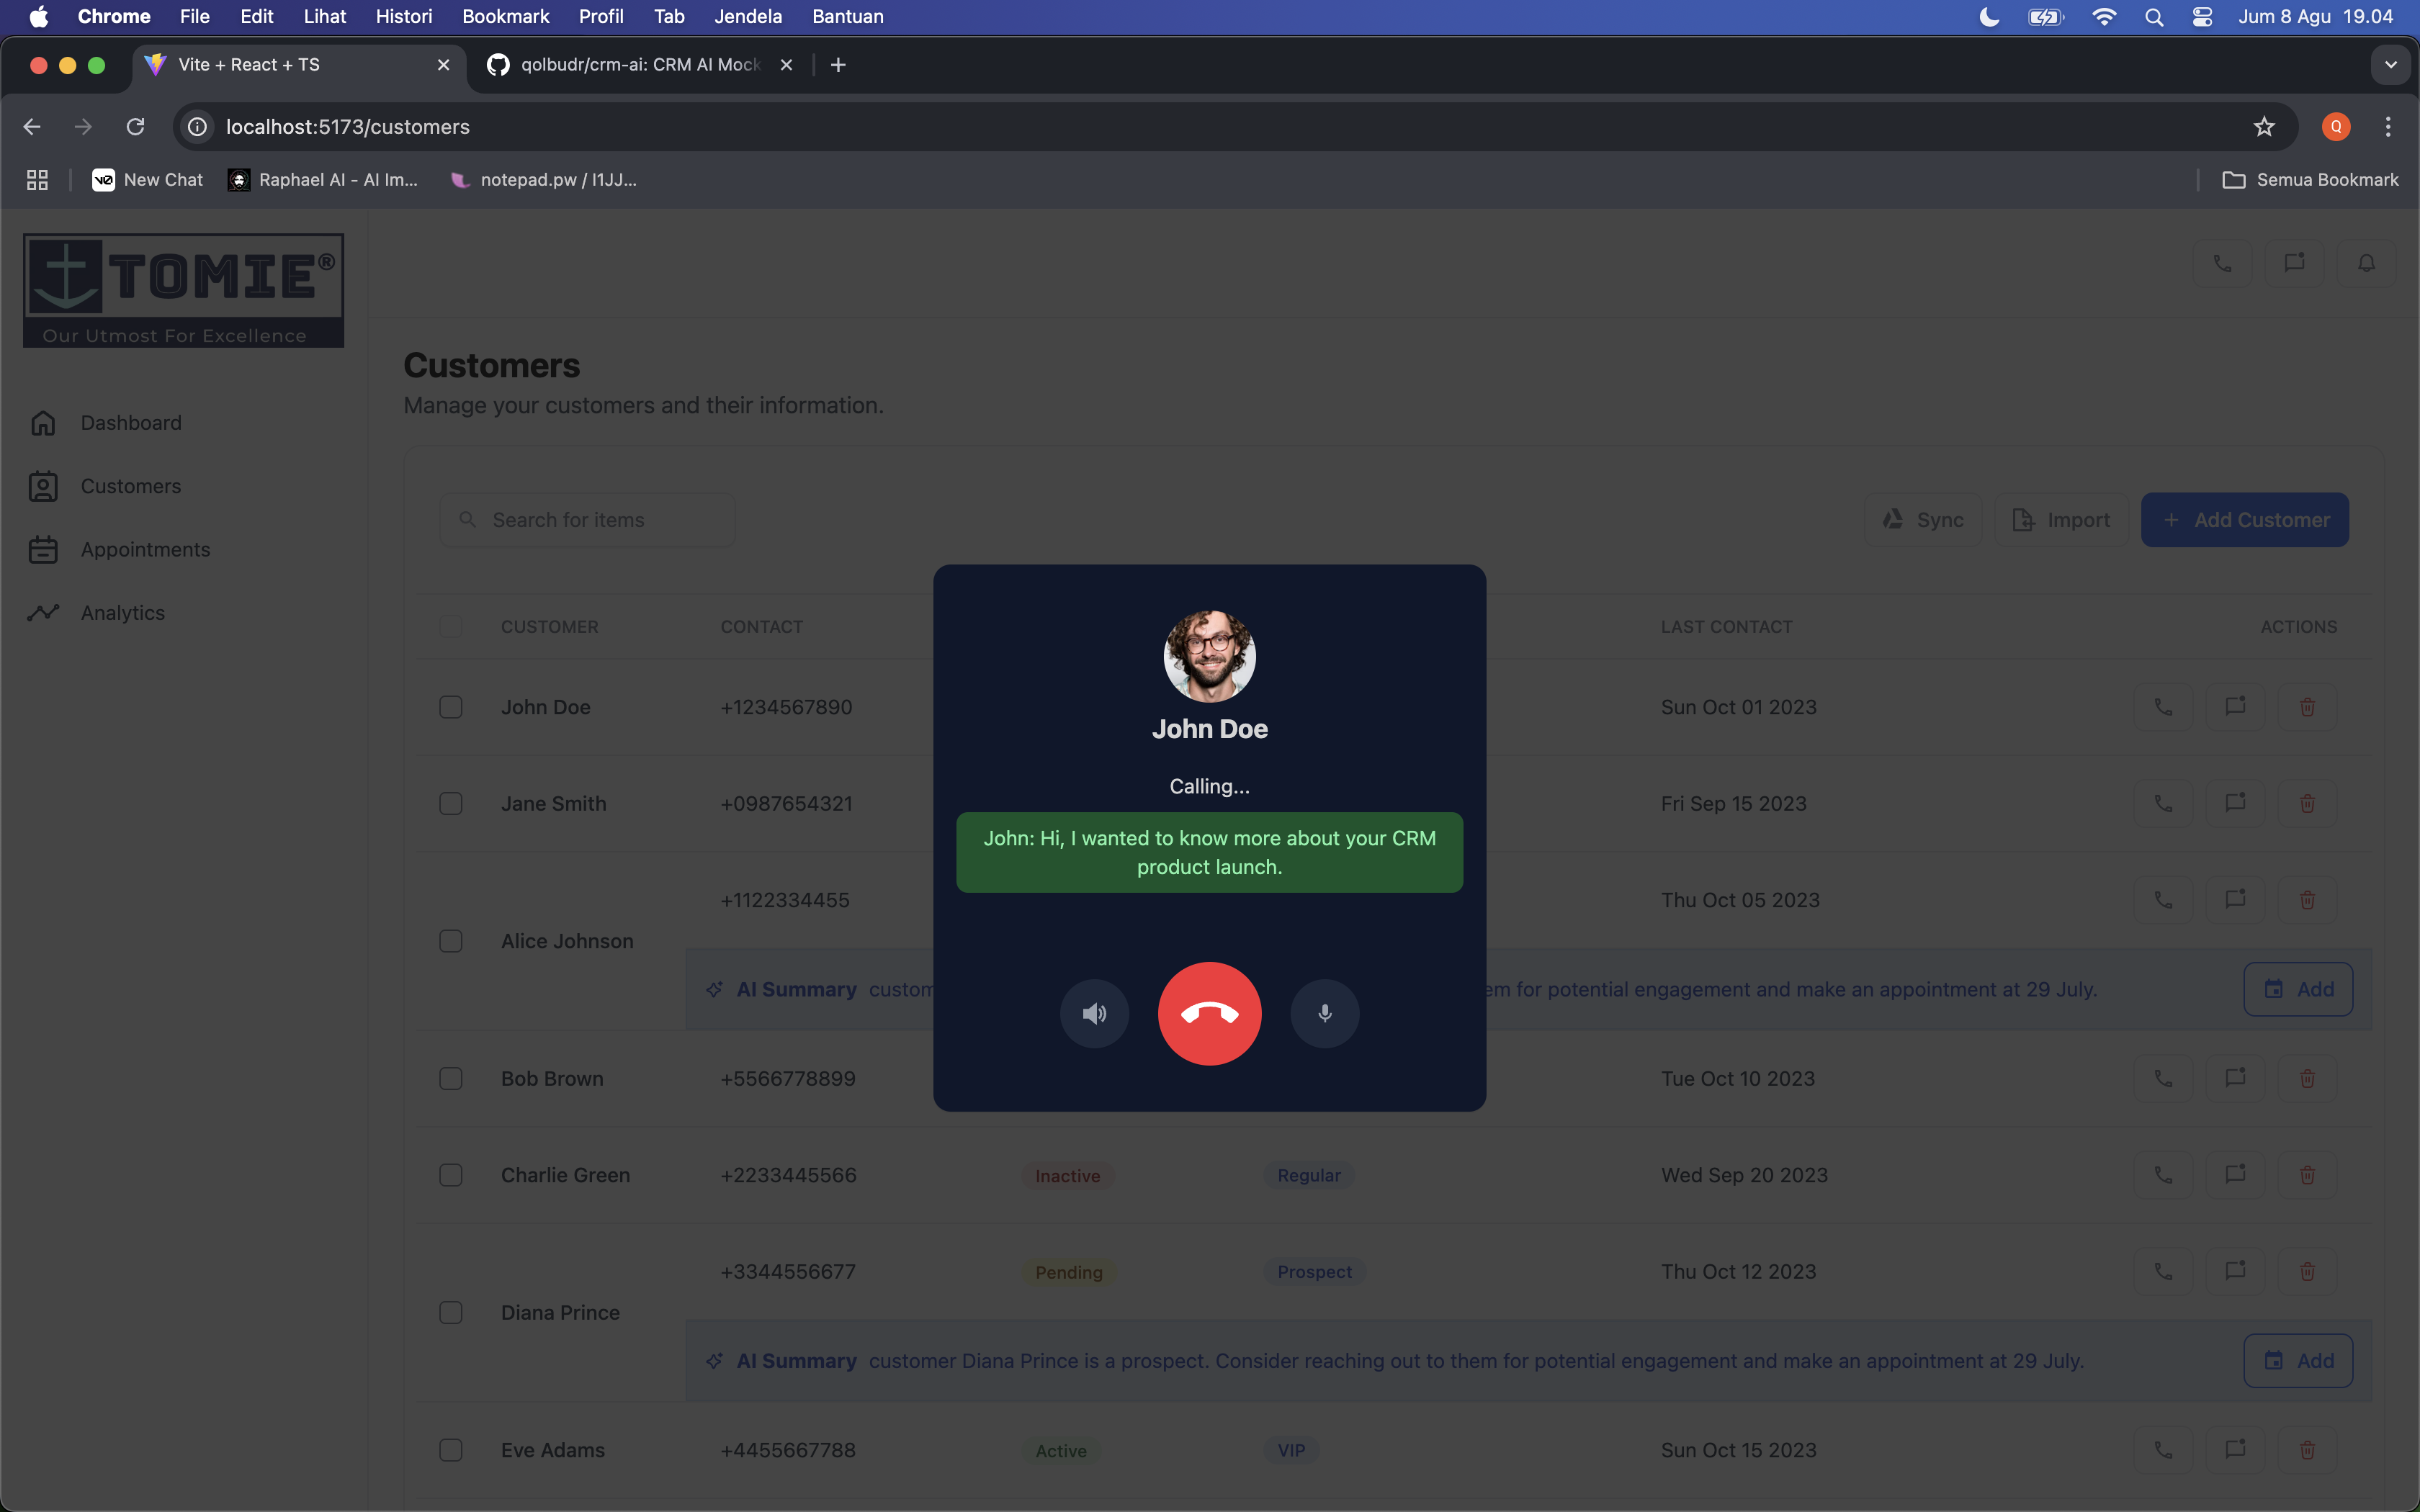 Chrome File Edit Lihat Histori Bookmark Profil Tab Jendela Bantuan Jum 8 Agu 19.04
Vite + React + TS qolbudr/crm-ai: CRM AI Mock
localhost:5173/customers Q
v0 New Chat Raphael AI - AI Im... notepad.pw / I1JJ... Semua Bookmark
TOMIE®
Our Utmost For Excellence
Dashboard
Customers
Appointments
Analytics
Customers
Manage your customers and their information.
Search for items Sync Import + Add Customer
CUSTOMER CONTACT LAST CONTACT ACTIONS
John Doe +1234567890 Sun Oct 01 2023
Jane Smith +0987654321 Fri Sep 15 2023
+1122334455 Thu Oct 05 2023
Alice Johnson
AI Summary custom em for potential engagement and make an appointment at 29 July. Add
Bob Brown +5566778899 Tue Oct 10 2023
Charlie Green +2233445566 Inactive Regular Wed Sep 20 2023
+3344556677 Pending Prospect Thu Oct 12 2023
Diana Prince
AI Summary customer Diana Prince is a prospect. Consider reaching out to them for potential engagement and make an appointment at 29 July. Add
Eve Adams +4455667788 Active VIP Sun Oct 15 2023
John Doe
Calling...
John: Hi, I wanted to know more about your CRM
product launch.